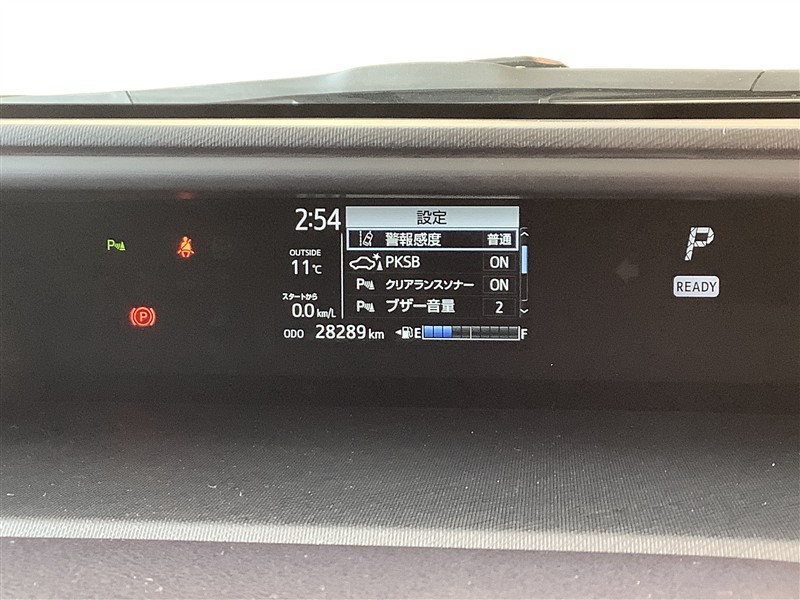 2:54
設定
警報感度 普通
OUTSIDE
11℃
PKSB ON
P クリアランスソナー ON
スタートから
0.0 km/L
P ブザー音量 2
ODO 28289 km
E F
P
P
P
READY